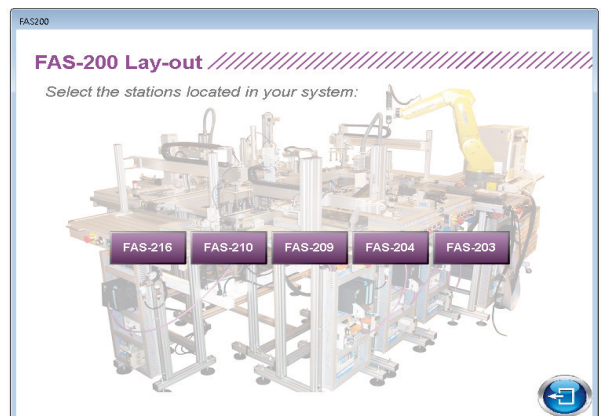 FAS200
FAS-200 Lay-out
Select the stations located in your system:
FAS-216 FAS-210 FAS-209 FAS-204 FAS-203